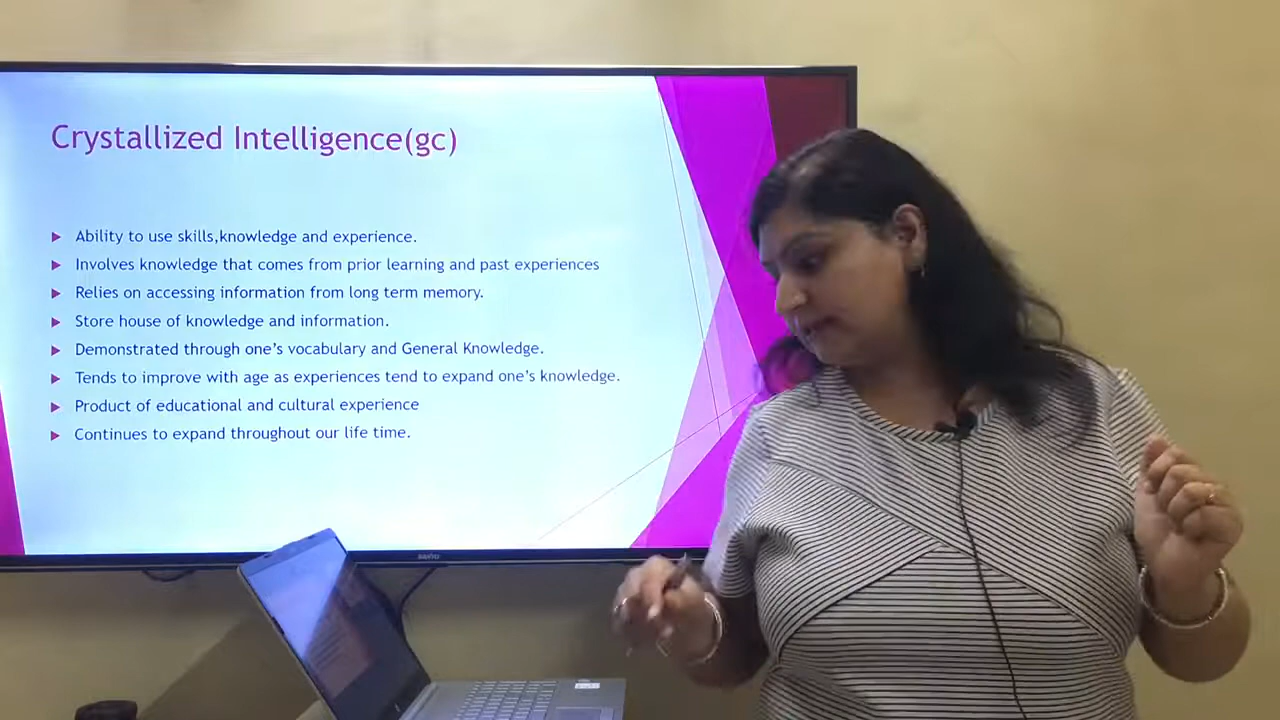 Crystallized Intelligence(gc)
Ability to use skills,knowledge and experience.
Involves knowledge that comes from prior learning and past experiences
Relies on accessing information from long term memory.
Store house of knowledge and information.
Demonstrated through one's vocabulary and General Knowledge.
Tends to improve with age as experiences tend to expand one's knowledge.
Product of educational and cultural experience
Continues to expand throughout our life time.
SANYO